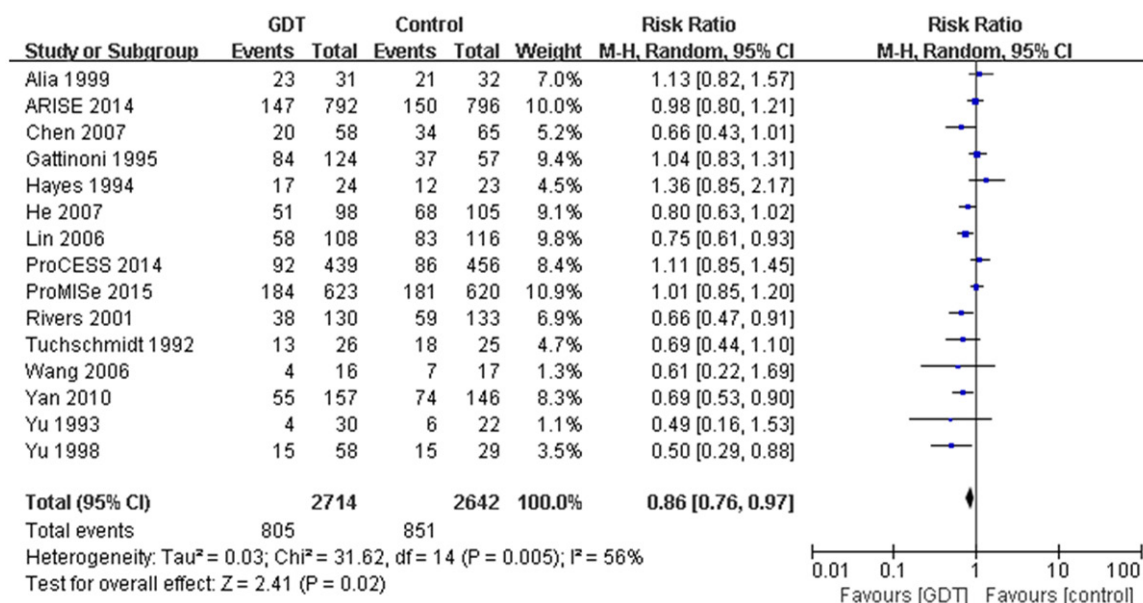 GDT Control Risk Ratio Risk Ratio
Study or Subgroup Events Total Events Total Weight M-H, Random, 95% CI M-H, Random, 95% CI
Alia 1999 23 31 21 32 7.0% 1.13 [0.82, 1.57]
ARISE 2014 147 792 150 796 10.0% 0.98 [0.80, 1.21]
Chen 2007 20 58 34 65 5.2% 0.66 [0.43, 1.01]
Gattinoni 1995 84 124 37 57 9.4% 1.04 [0.83, 1.31]
Hayes 1994 17 24 12 23 4.5% 1.36 [0.85, 2.17]
He 2007 51 98 68 105 9.1% 0.80 [0.63, 1.02]
Lin 2006 58 108 83 116 9.8% 0.75 [0.61, 0.93]
ProCESS 2014 92 439 86 456 8.4% 1.11 [0.85, 1.45]
ProMISe 2015 184 623 181 620 10.9% 1.01 [0.85, 1.20]
Rivers 2001 38 130 59 133 6.9% 0.66 [0.47, 0.91]
Tuchschmidt 1992 13 26 18 25 4.7% 0.69 [0.44, 1.10]
Wang 2006 4 16 7 17 1.3% 0.61 [0.22, 1.69]
Yan 2010 55 157 74 146 8.3% 0.69 [0.53, 0.90]
Yu 1993 4 30 6 22 1.1% 0.49 [0.16, 1.53]
Yu 1998 15 58 15 29 3.5% 0.50 [0.29, 0.88]
Total (95% CI) 2714 2642 100.0% 0.86 [0.76, 0.97]
Total events 805 851
Heterogeneity: Tau² = 0.03; Chi² = 31.62, df = 14 (P = 0.005); I² = 56%
Test for overall effect: Z = 2.41 (P = 0.02)
0.01 0.1 1 10 100
Favours [GDT] Favours [control]